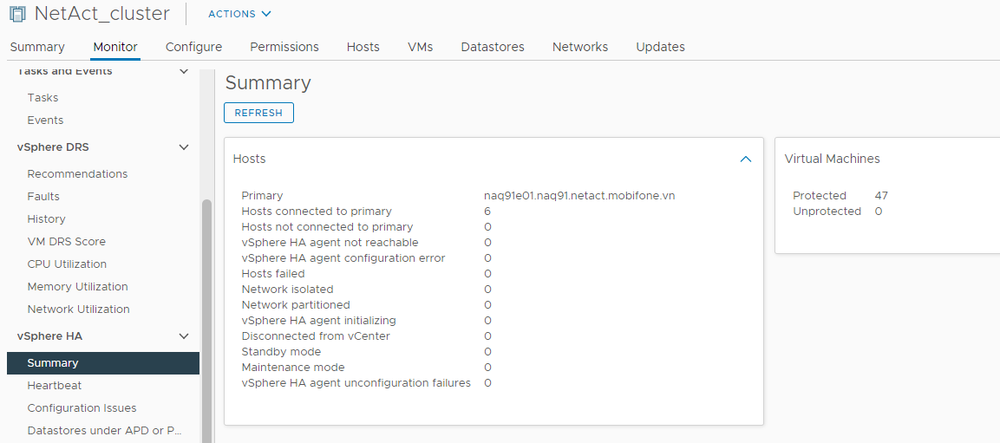 NetAct_cluster ACTIONS
Summary Monitor Configure Permissions Hosts VMs Datastores Networks Updates
Tasks and Events
Tasks
Events
vSphere DRS
Recommendations
Faults
History
VM DRS Score
CPU Utilization
Memory Utilization
Network Utilization
vSphere HA
Summary
Heartbeat
Configuration Issues
Datastores under APD or P...
Summary
REFRESH
Hosts
Primary naq91e01.naq91.netact.mobifone.vn
Hosts connected to primary 6
Hosts not connected to primary 0
vSphere HA agent not reachable 0
vSphere HA agent configuration error 0
Hosts failed 0
Network isolated 0
Network partitioned 0
vSphere HA agent initializing 0
Disconnected from vCenter 0
Standby mode 0
Maintenance mode 0
vSphere HA agent unconfiguration failures 0
Virtual Machines
Protected 47
Unprotected 0